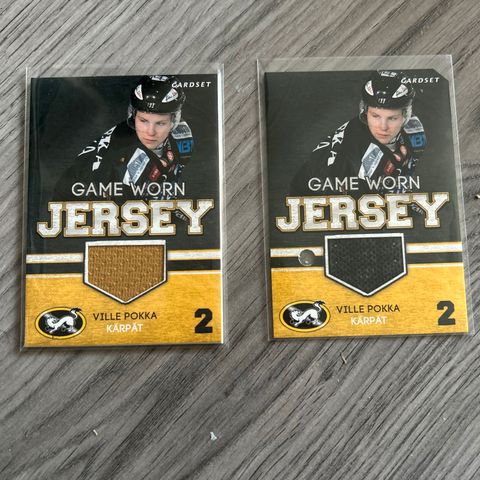 CARDSET
GAME WORN
JERSEY
VILLE POKKA
KÄRPÄT
2
CARDSET
GAME WORN
JERSEY
VILLE POKKA
KÄRPÄT
2